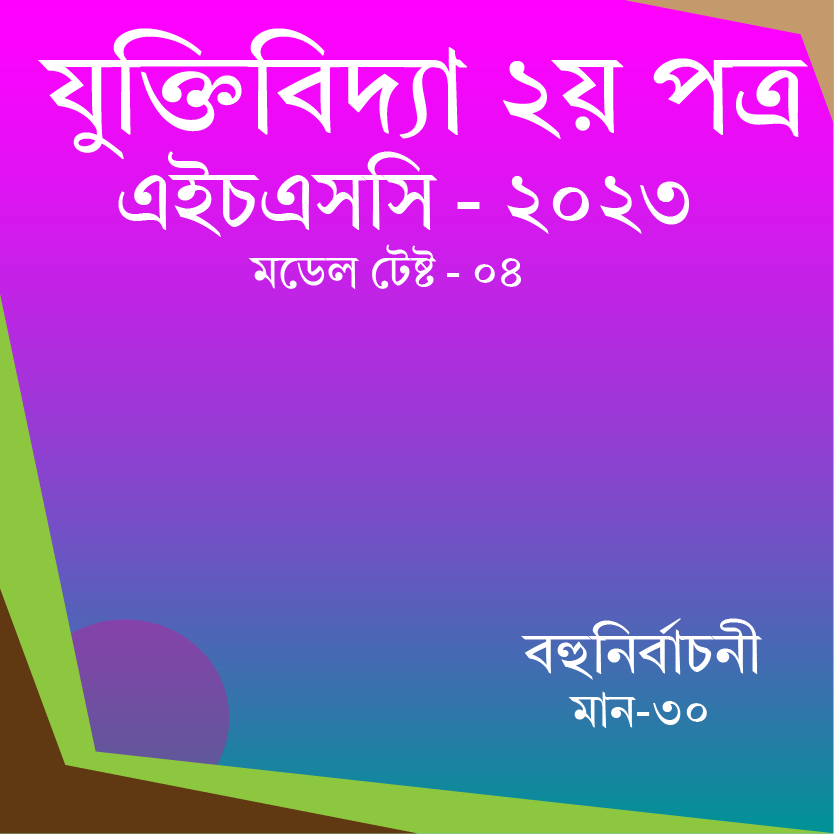 যুক্তিবিদ্যা ২য় পত্র
এইচএসসি - ২০২৩
মডেল টেষ্ট - ০৪
বহুনির্বাচনী
মান-৩০